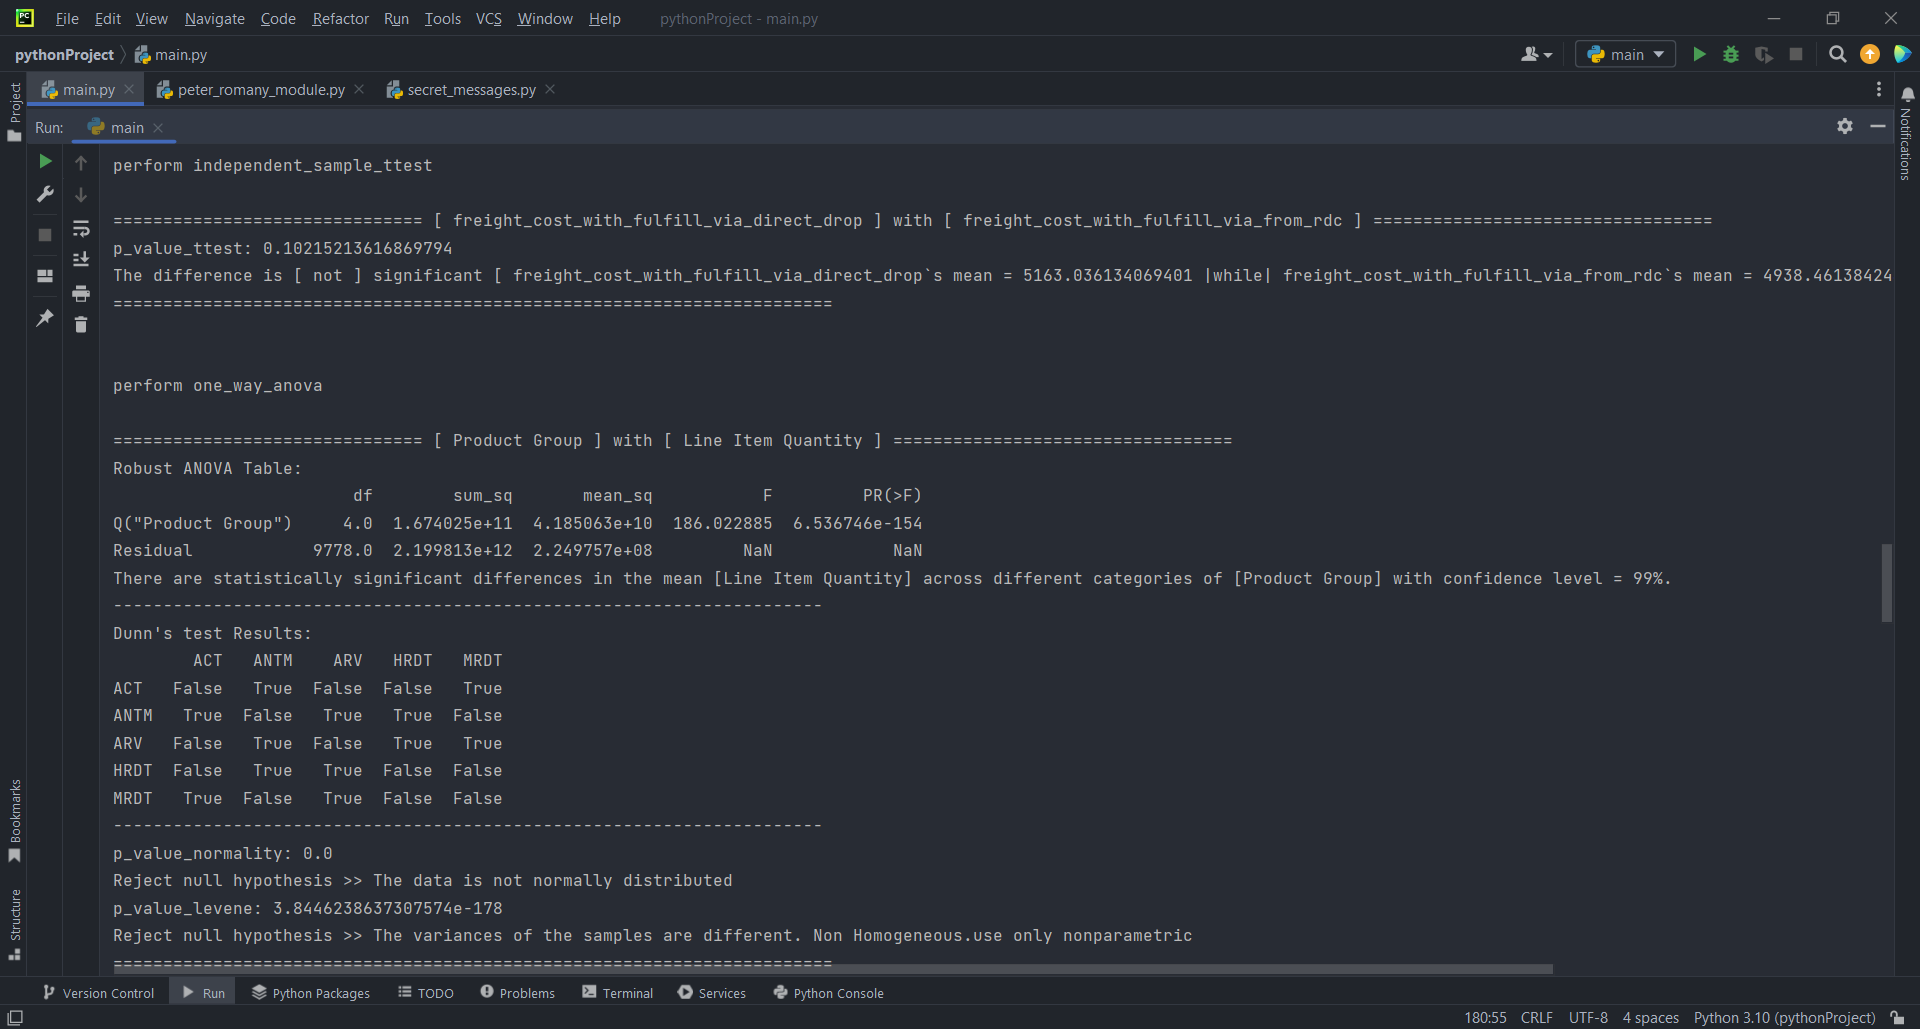 PC
File Edit View Navigate Code Refactor Run Tools VCS Window Help pythonProject - main.py
pythonProject main.py main
main.py peter_romany_module.py secret_messages.py
Project
Notifications
Run: main
perform independent_sample_ttest
=============================== [ freight_cost_with_fulfill_via_direct_drop ] with [ freight_cost_with_fulfill_via_from_rdc ] ==================================
p_value_ttest: 0.10215213616869794
The difference is [ not ] significant [ freight_cost_with_fulfill_via_direct_drop`s mean = 5163.036134069401 |while| freight_cost_with_fulfill_via_from_rdc`s mean = 4938.46138424
========================================================================
perform one_way_anova
=============================== [ Product Group ] with [ Line Item Quantity ] ==================================
Robust ANOVA Table:
df sum_sq mean_sq F PR(>F)
Q("Product Group") 4.0 1.674025e+11 4.185063e+10 186.022885 6.536746e-154
Residual 9778.0 2.199813e+12 2.249757e+08 NaN NaN
There are statistically significant differences in the mean [Line Item Quantity] across different categories of [Product Group] with confidence level = 99%.
-----------------------------------------------------------------------
Dunn's test Results:
ACT ANTM ARV HRDT MRDT
ACT False True False False True
ANTM True False True True False
ARV False True False True True
HRDT False True True False False
MRDT True False True False False
-----------------------------------------------------------------------
p_value_normality: 0.0
Reject null hypothesis >> The data is not normally distributed
p_value_levene: 3.8446238637307574e-178
Reject null hypothesis >> The variances of the samples are different. Non Homogeneous.use only nonparametric
========================================================================
Bookmarks
Structure
Version Control Run Python Packages TODO Problems Terminal Services Python Console
180:55 CRLF UTF-8 4 spaces Python 3.10 (pythonProject)